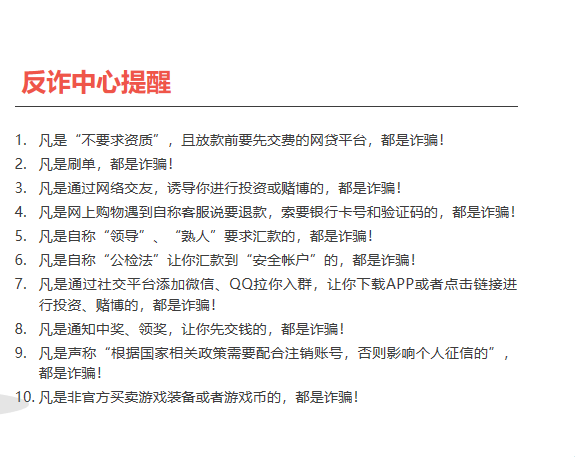 反诈中心提醒
1. 凡是“不要求资质”，且放款前要先交费的网贷平台，都是诈骗！
2. 凡是刷单，都是诈骗！
3. 凡是通过网络交友，诱导你进行投资或赌博的，都是诈骗！
4. 凡是网上购物遇到自称客服说要退款，索要银行卡号和验证码的，都是诈骗！
5. 凡是自称“领导”、“熟人”要求汇款的，都是诈骗！
6. 凡是自称“公检法”让你汇款到“安全帐户”的，都是诈骗！
7. 凡是通过社交平台添加微信、QQ拉你入群，让你下载APP或者点击链接进
行投资、赌博的，都是诈骗！
8. 凡是通知中奖、领奖，让你先交钱的，都是诈骗！
9. 凡是声称“根据国家相关政策需要配合注销账号，否则影响个人征信的”，
都是诈骗！
10. 凡是非官方买卖游戏装备或者游戏币的，都是诈骗！